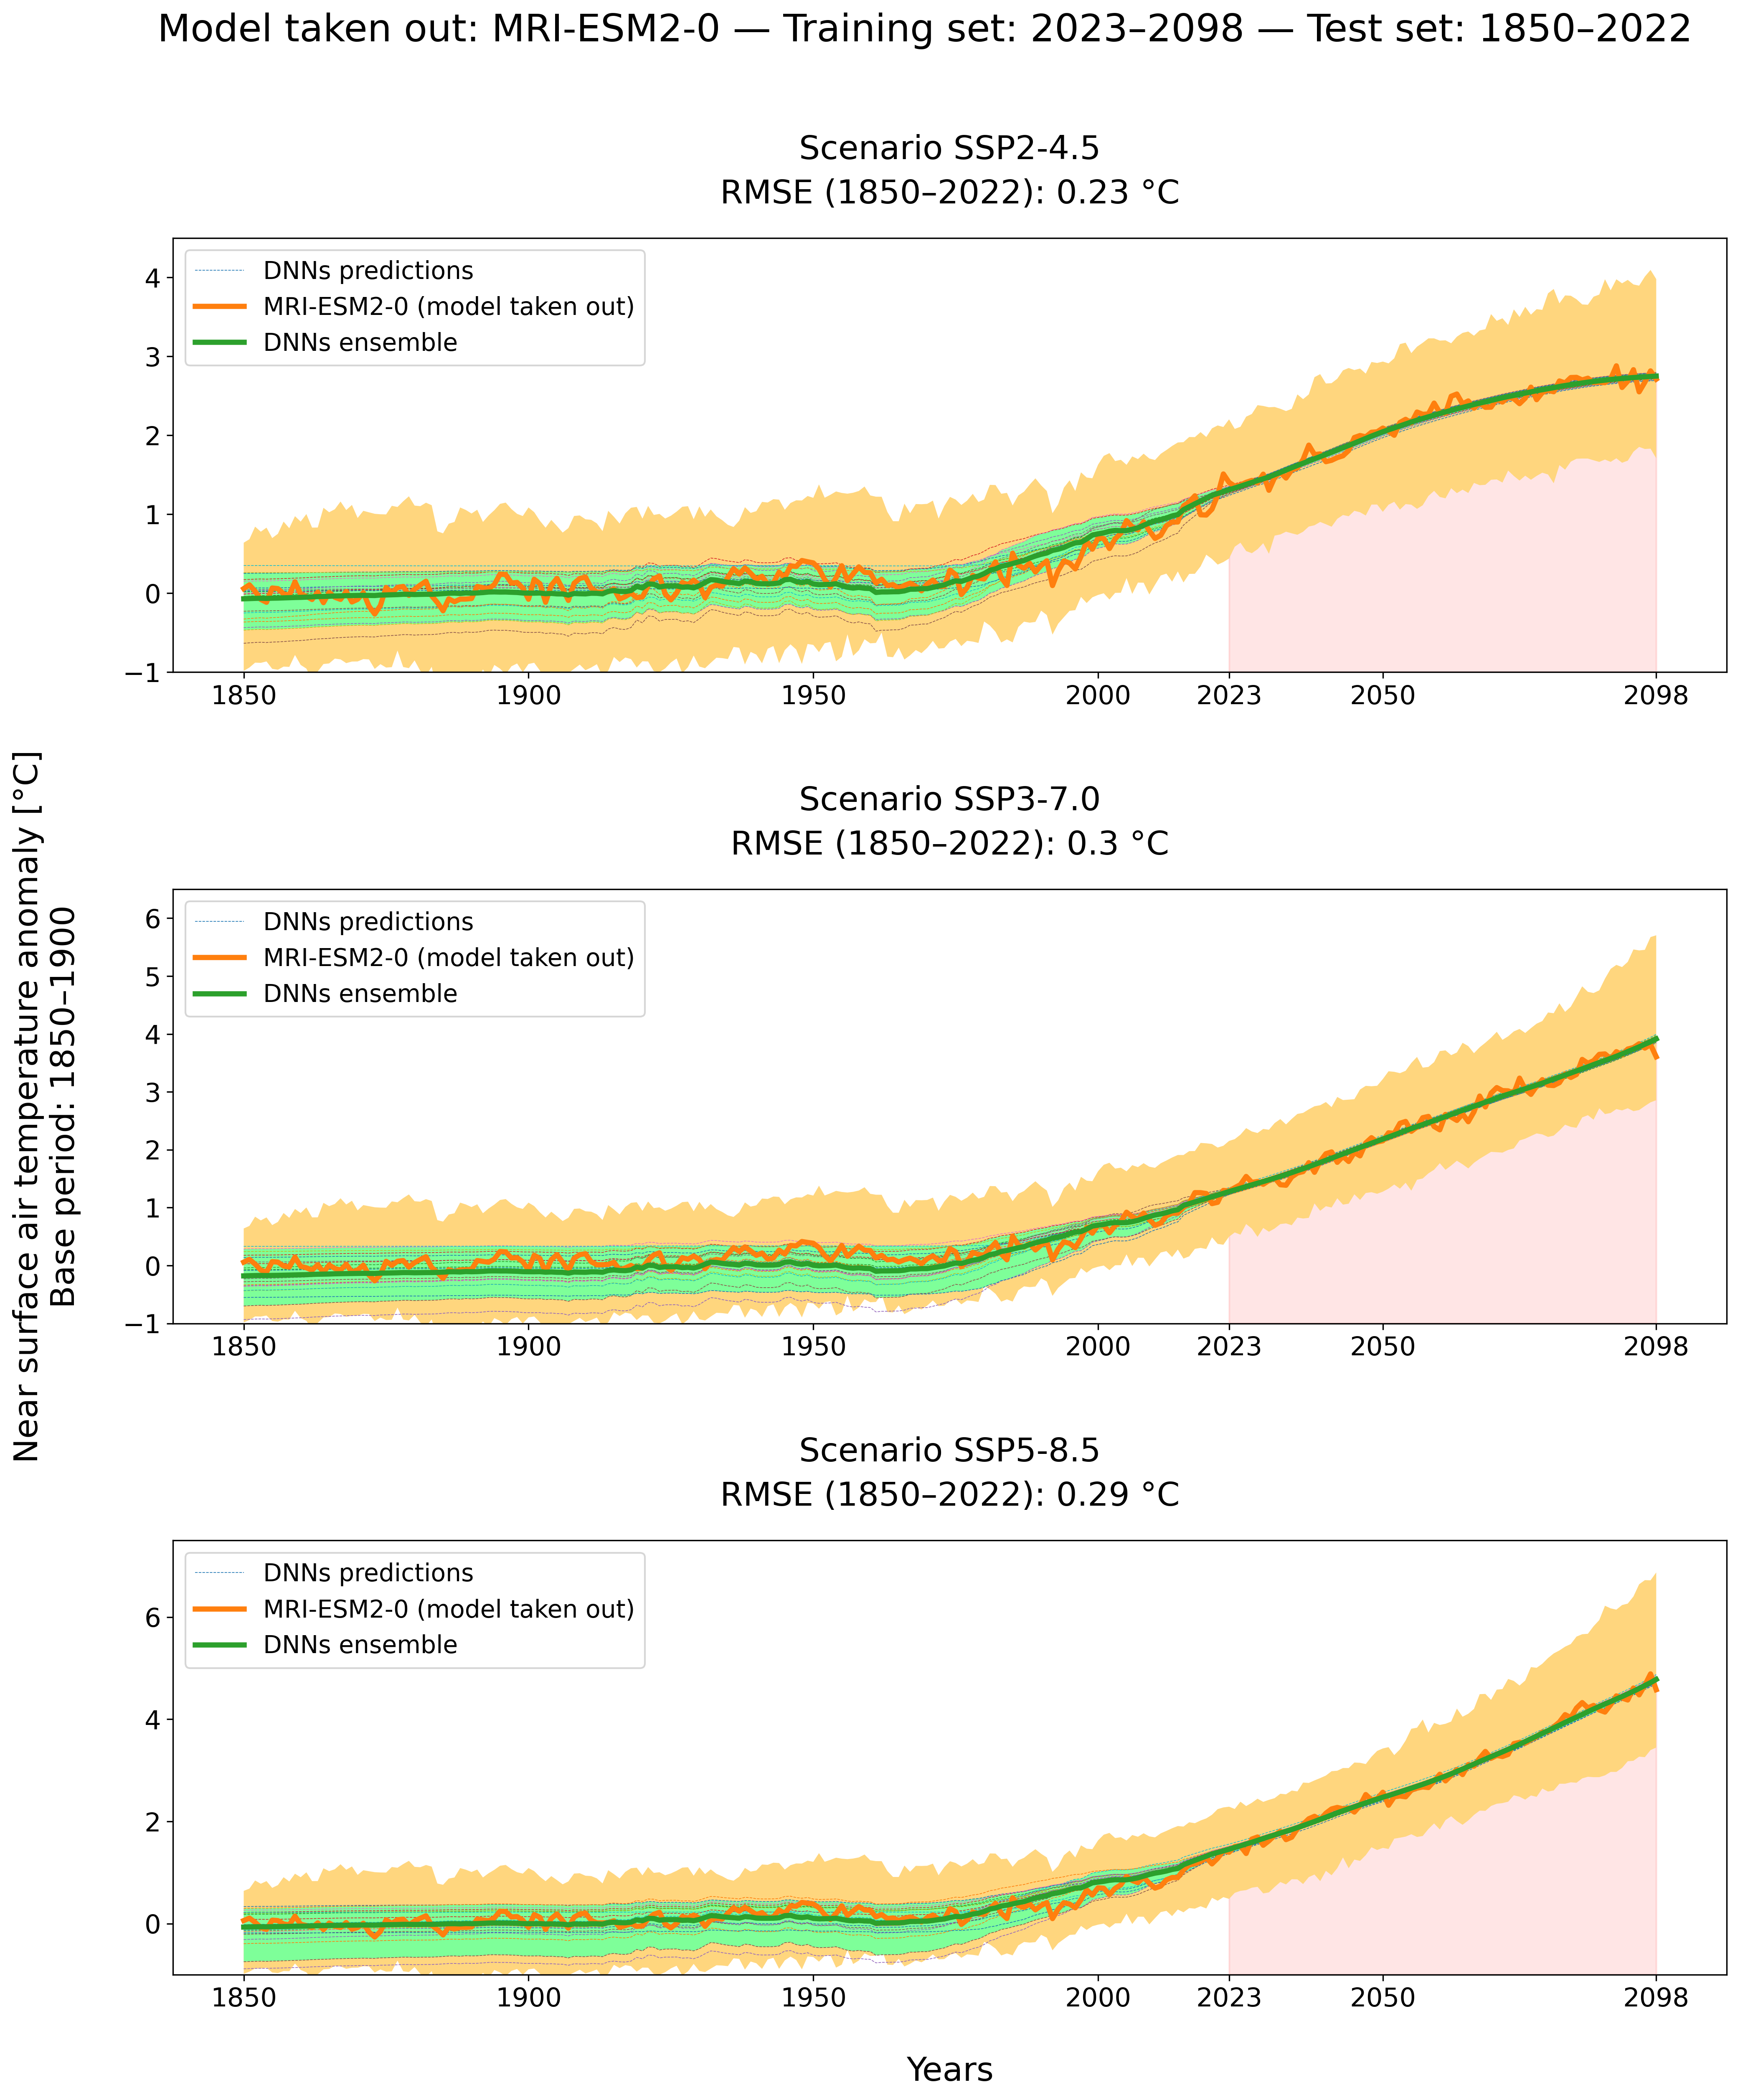 Model taken out: MRI-ESM2-0 — Training set: 2023–2098 — Test set: 1850–2022
Scenario SSP2-4.5
RMSE (1850–2022): 0.23 °C
DNNs predictions
MRI-ESM2-0 (model taken out)
DNNs ensemble
4
3
2
1
0
−1
1850 1900 1950 2000 2023 2050 2098
Near surface air temperature anomaly [°C]
Base period: 1850–1900
Scenario SSP3-7.0
RMSE (1850–2022): 0.3 °C
DNNs predictions
MRI-ESM2-0 (model taken out)
DNNs ensemble
6
5
4
3
2
1
0
−1
1850 1900 1950 2000 2023 2050 2098
Scenario SSP5-8.5
RMSE (1850–2022): 0.29 °C
DNNs predictions
MRI-ESM2-0 (model taken out)
DNNs ensemble
6
4
2
0
1850 1900 1950 2000 2023 2050 2098
Years